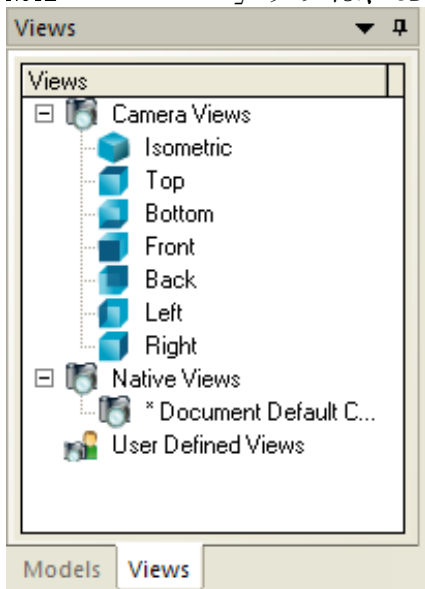 Views
Views
Camera Views
Isometric
Top
Bottom
Front
Back
Left
Right
Native Views
* Document Default C...
User Defined Views
Models Views